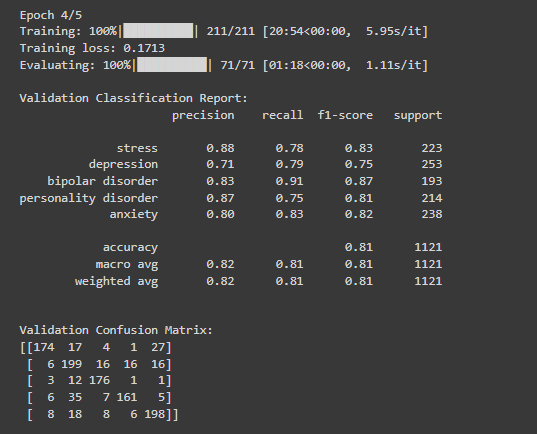 Epoch 4/5
Training: 100%|██████████| 211/211 [20:54<00:00, 5.95s/it]
Training loss: 0.1713
Evaluating: 100%|██████████| 71/71 [01:18<00:00, 1.11s/it]
Validation Classification Report:
precision recall f1-score support
stress 0.88 0.78 0.83 223
depression 0.71 0.79 0.75 253
bipolar disorder 0.83 0.91 0.87 193
personality disorder 0.87 0.75 0.81 214
anxiety 0.80 0.83 0.82 238
accuracy 0.81 1121
macro avg 0.82 0.81 0.81 1121
weighted avg 0.82 0.81 0.81 1121
Validation Confusion Matrix:
[[174 17 4 1 27]
[ 6 199 16 16 16]
[ 3 12 176 1 1]
[ 6 35 7 161 5]
[ 8 18 8 6 198]]